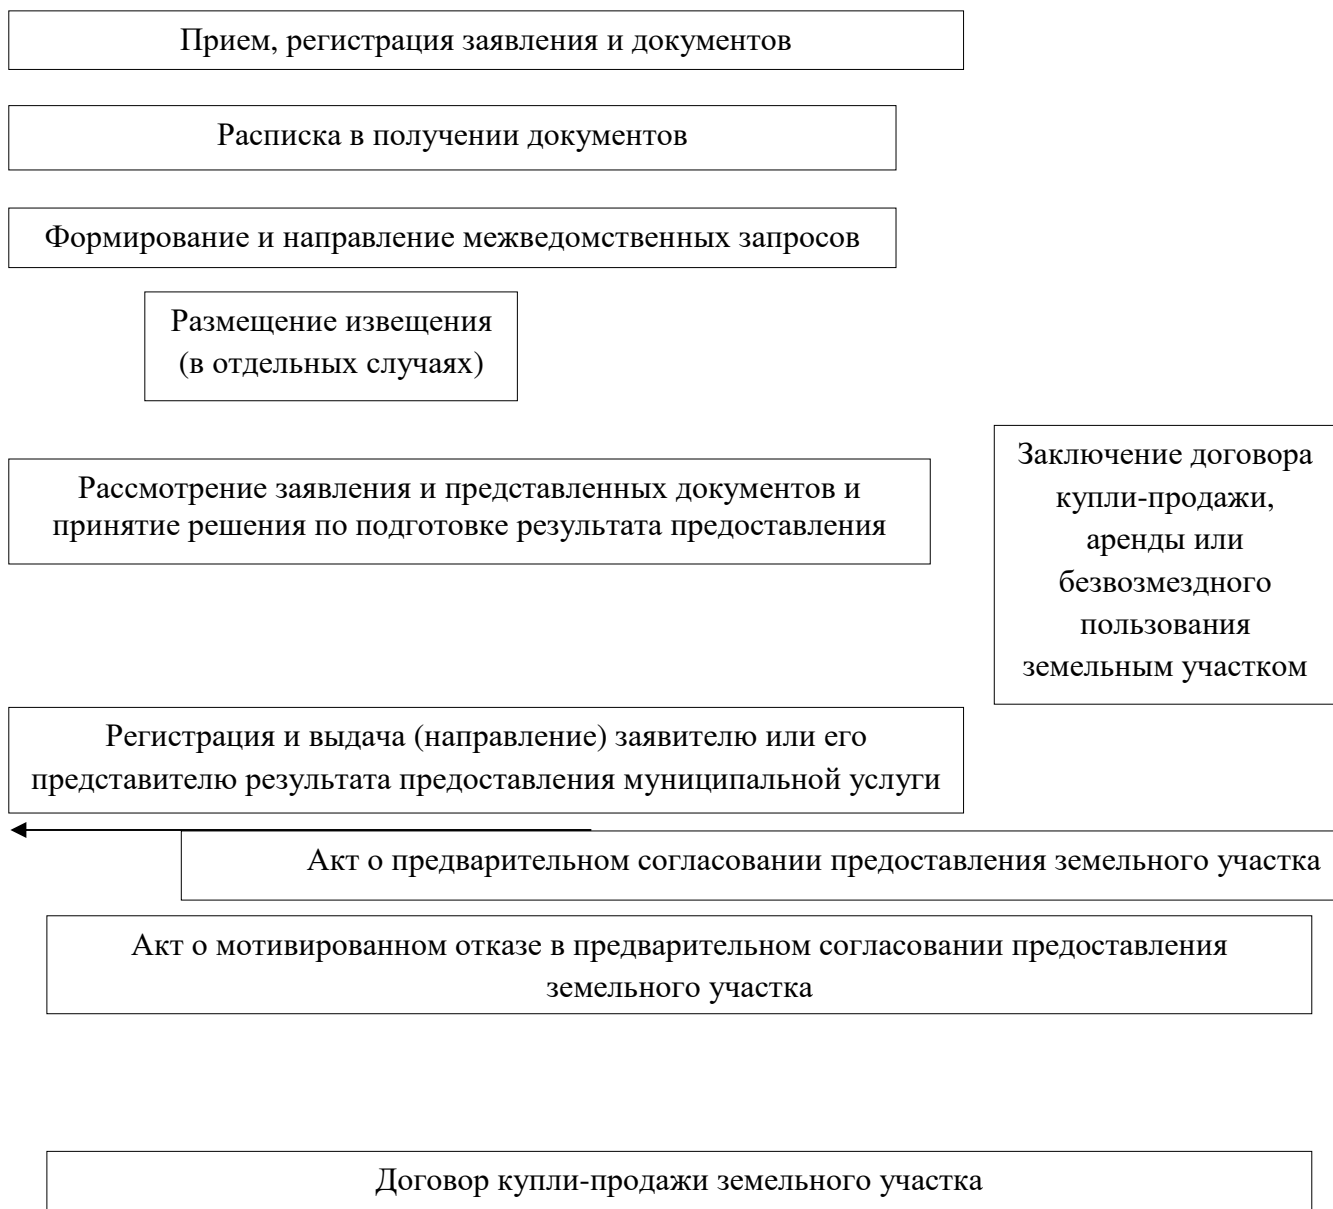 Прием, регистрация заявления и документов
Расписка в получении документов
Формирование и направление межведомственных запросов
Размещение извещения
(в отдельных случаях)
Рассмотрение заявления и представленных документов и
принятие решения по подготовке результата предоставления
Заключение договора
купли-продажи,
аренды или
безвозмездного
пользования
земельным участком
Регистрация и выдача (направление) заявителю или его
представителю результата предоставления муниципальной услуги
Акт о предварительном согласовании предоставления земельного участка
Акт о мотивированном отказе в предварительном согласовании предоставления
земельного участка
Договор купли-продажи земельного участка